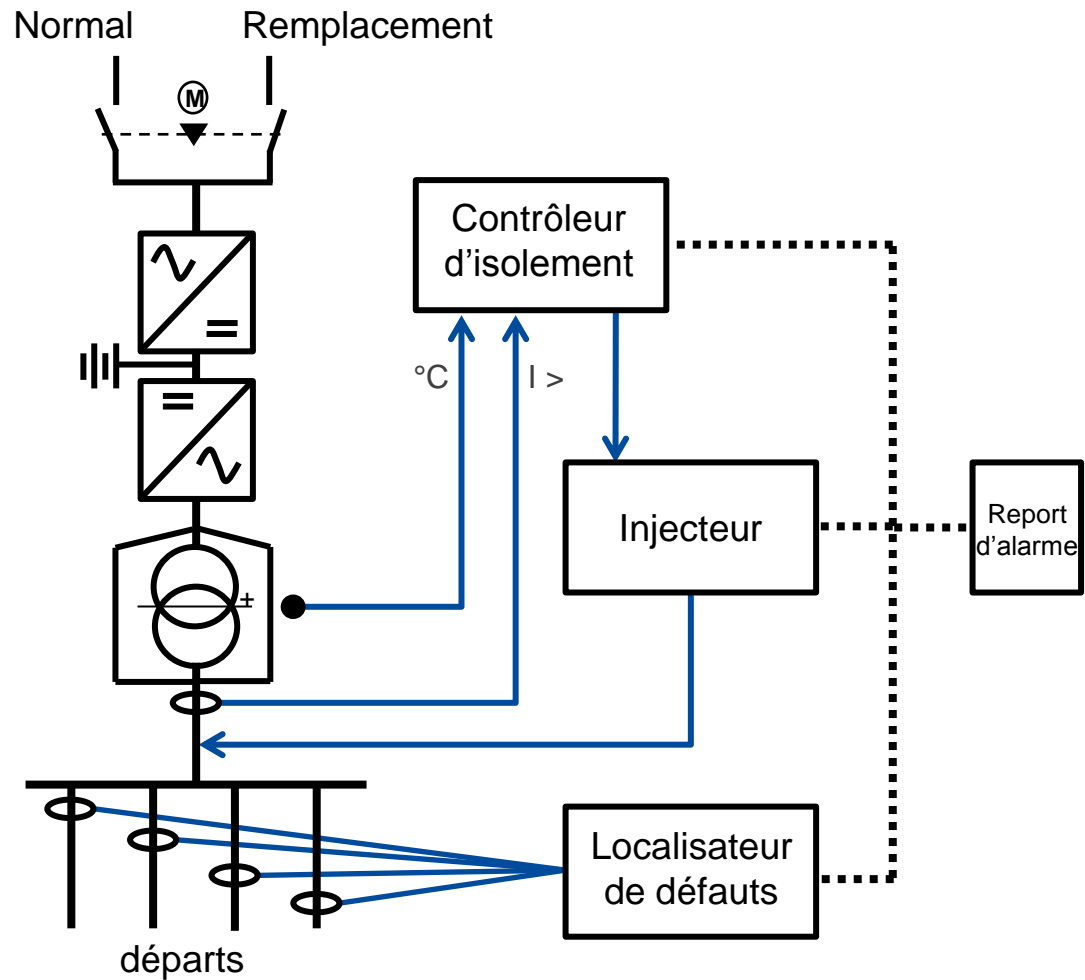 Normal Remplacement
M
Contrôleur
d’isolement
°C I >
Injecteur
Report
d’alarme
+
Localisateur
de défauts
départs